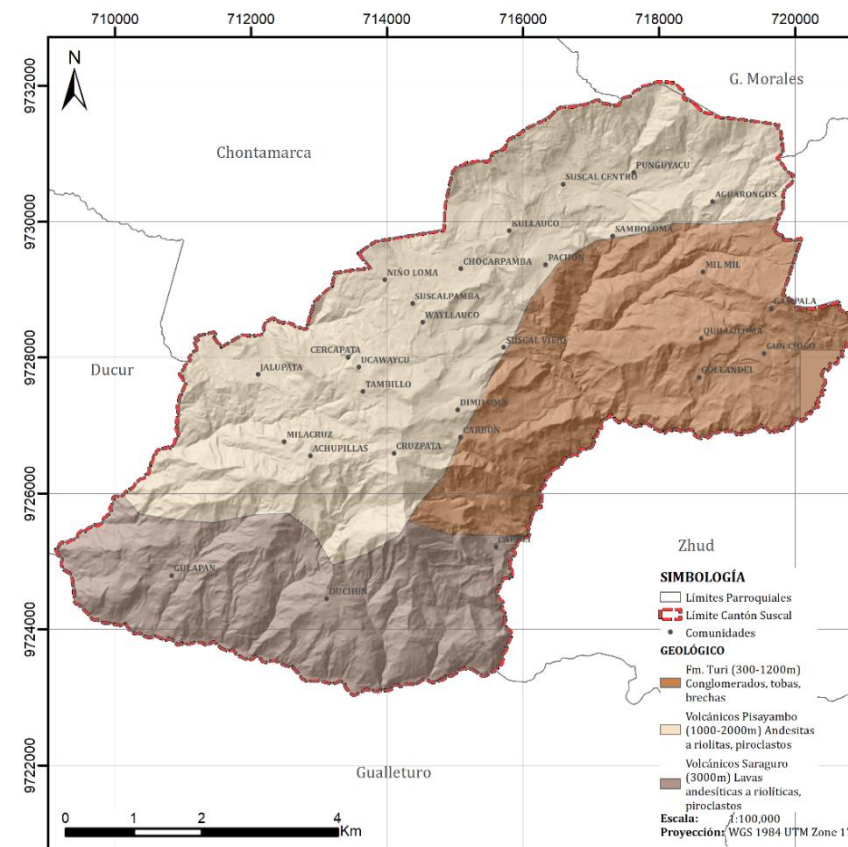 710000 712000 714000 716000 718000 720000
N
9732000
9730000
9728000
9726000
9724000
9722000
G. Morales
Chontamarca
PUNGUYACU
SUSCAL CENTRO
AGUARONGOS
KULLAUCO
SAMBOLOMA
CHOCARPAMBA
PACHON
MIL MIL
NIÑO LOMA
SUSCALPAMBA
WAYLLAUCO
QUILLOLOMA
SUSCAL VIEJO
GUN CHICO
CERCAPATA
UCAWAYCU
Ducur
JALUPATA
TAMBILLO
GOLLANDEL
DIMILOMA
CARBON
MILACRUZ
ACHUPILLAS
CRUZPATA
Zhud
GULAPAN
DUCHUN
Gualleturo
SIMBOLOGÍA
Límites Parroquiales
Límite Cantón Suscal
Comunidades
GEOLÓGICO
Fm. Turi (300-1200m)
Conglomerados, tobas,
brechas
Volcánicos Pisayambo
(1000-2000m) Andesitas
a riolitas, piroclastos
Volcánicos Saraguro
(3000m) Lavas
andesíticas a riolíticas,
piroclastos
Escala: 1:100,000
Proyección: WGS 1984 UTM Zone 17
0 1 2 4
Km